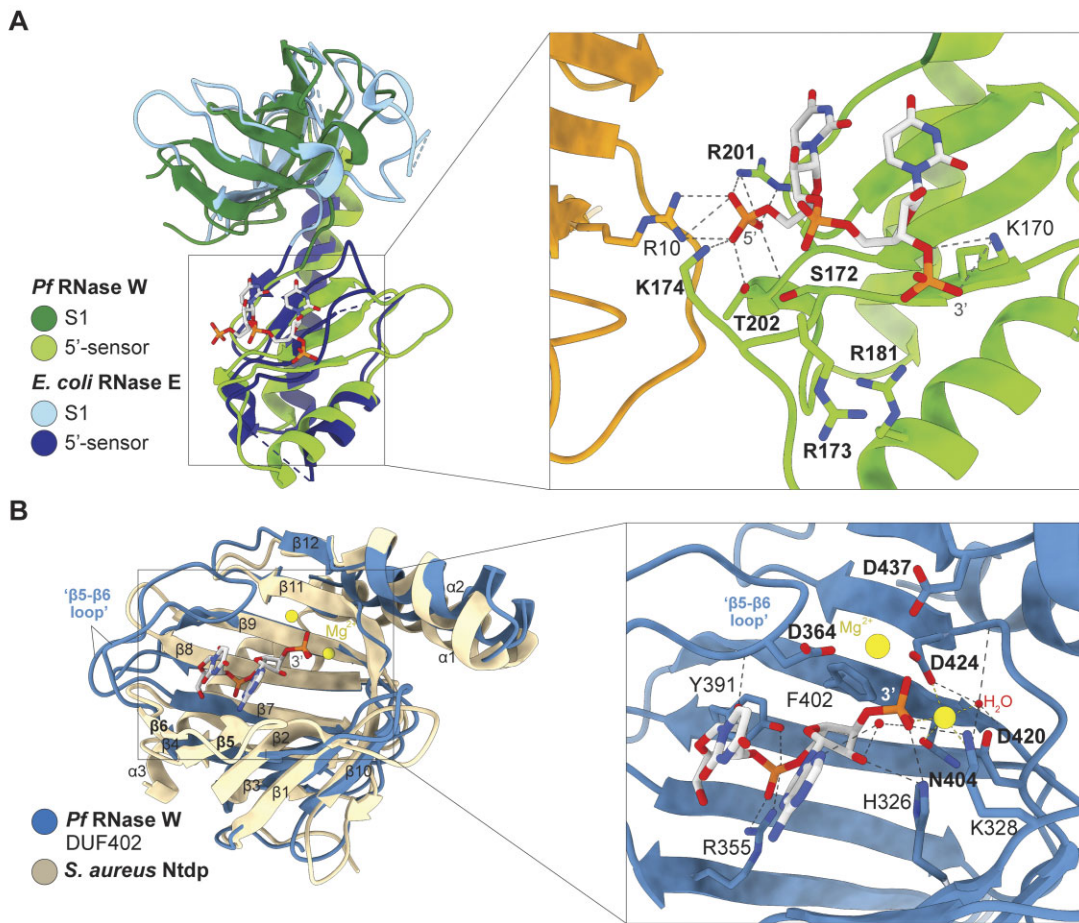 A
Pf RNase W
S1
5'-sensor
E. coli RNase E
S1
5'-sensor
R201
R10
5'
K174
K170
S172
3'
T202
R181
R173
B
β12
'β5-β6
loop'
β11
α2
β9
Mg2+
α1
β8
3'
β7
β6
β4
β5
β2
α3
β3
β1
β10
Pf RNase W
DUF402
S. aureus Ntdp
D437
'β5-β6
loop'
D364
Mg2+
D424
Y391
F402
3'
H2O
D420
N404
H326
R355
K328